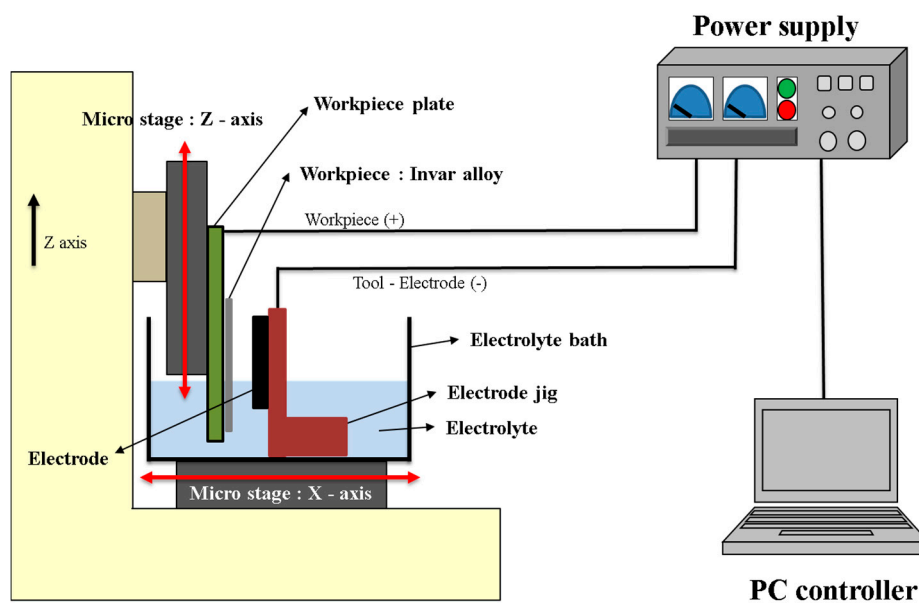 Power supply
Micro stage : Z - axis
Workpiece plate
Workpiece : Invar alloy
Workpiece (+)
Z axis
Tool - Electrode (-)
Electrolyte bath
Electrode jig
Electrolyte
Electrode
Micro stage : X - axis
PC controller